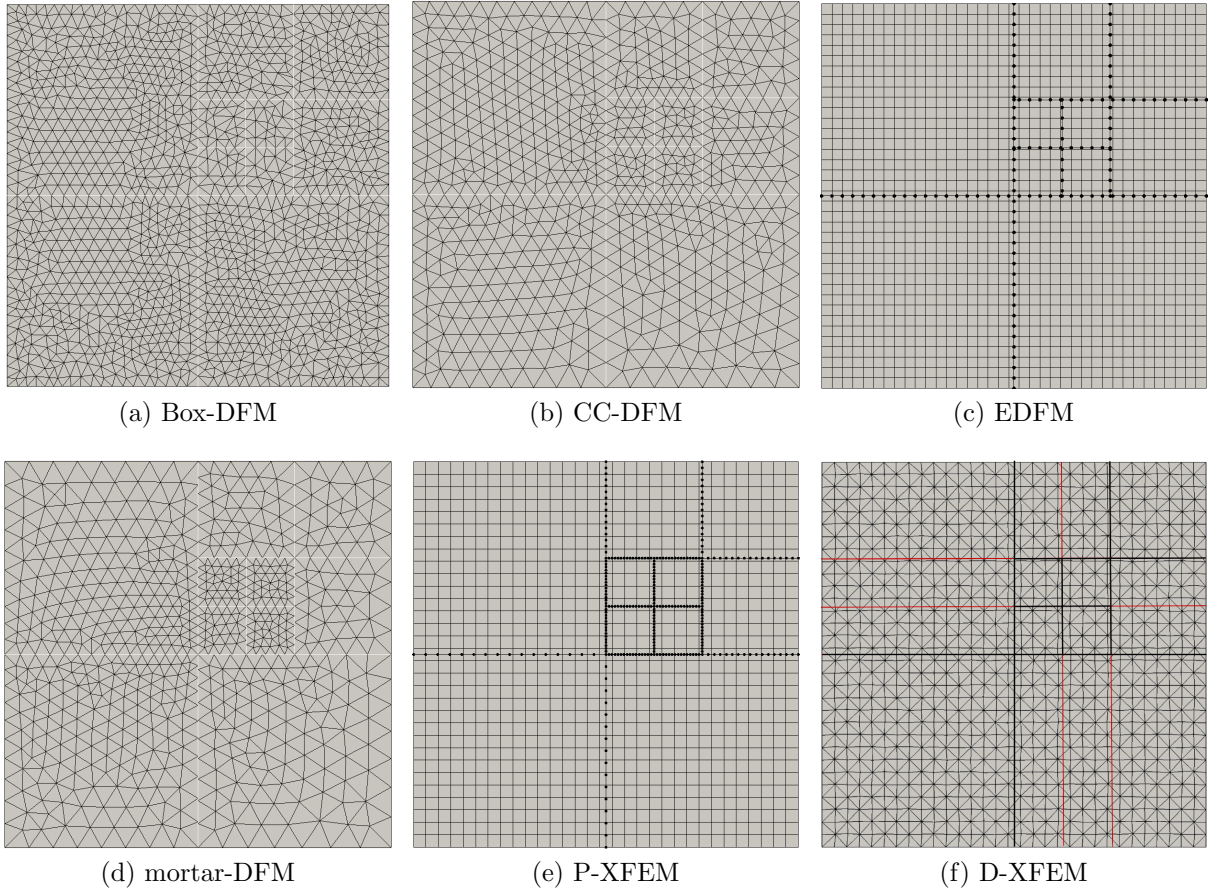 (a) Box-DFM
(b) CC-DFM
(c) EDFM
(d) mortar-DFM
(e) P-XFEM
(f) D-XFEM